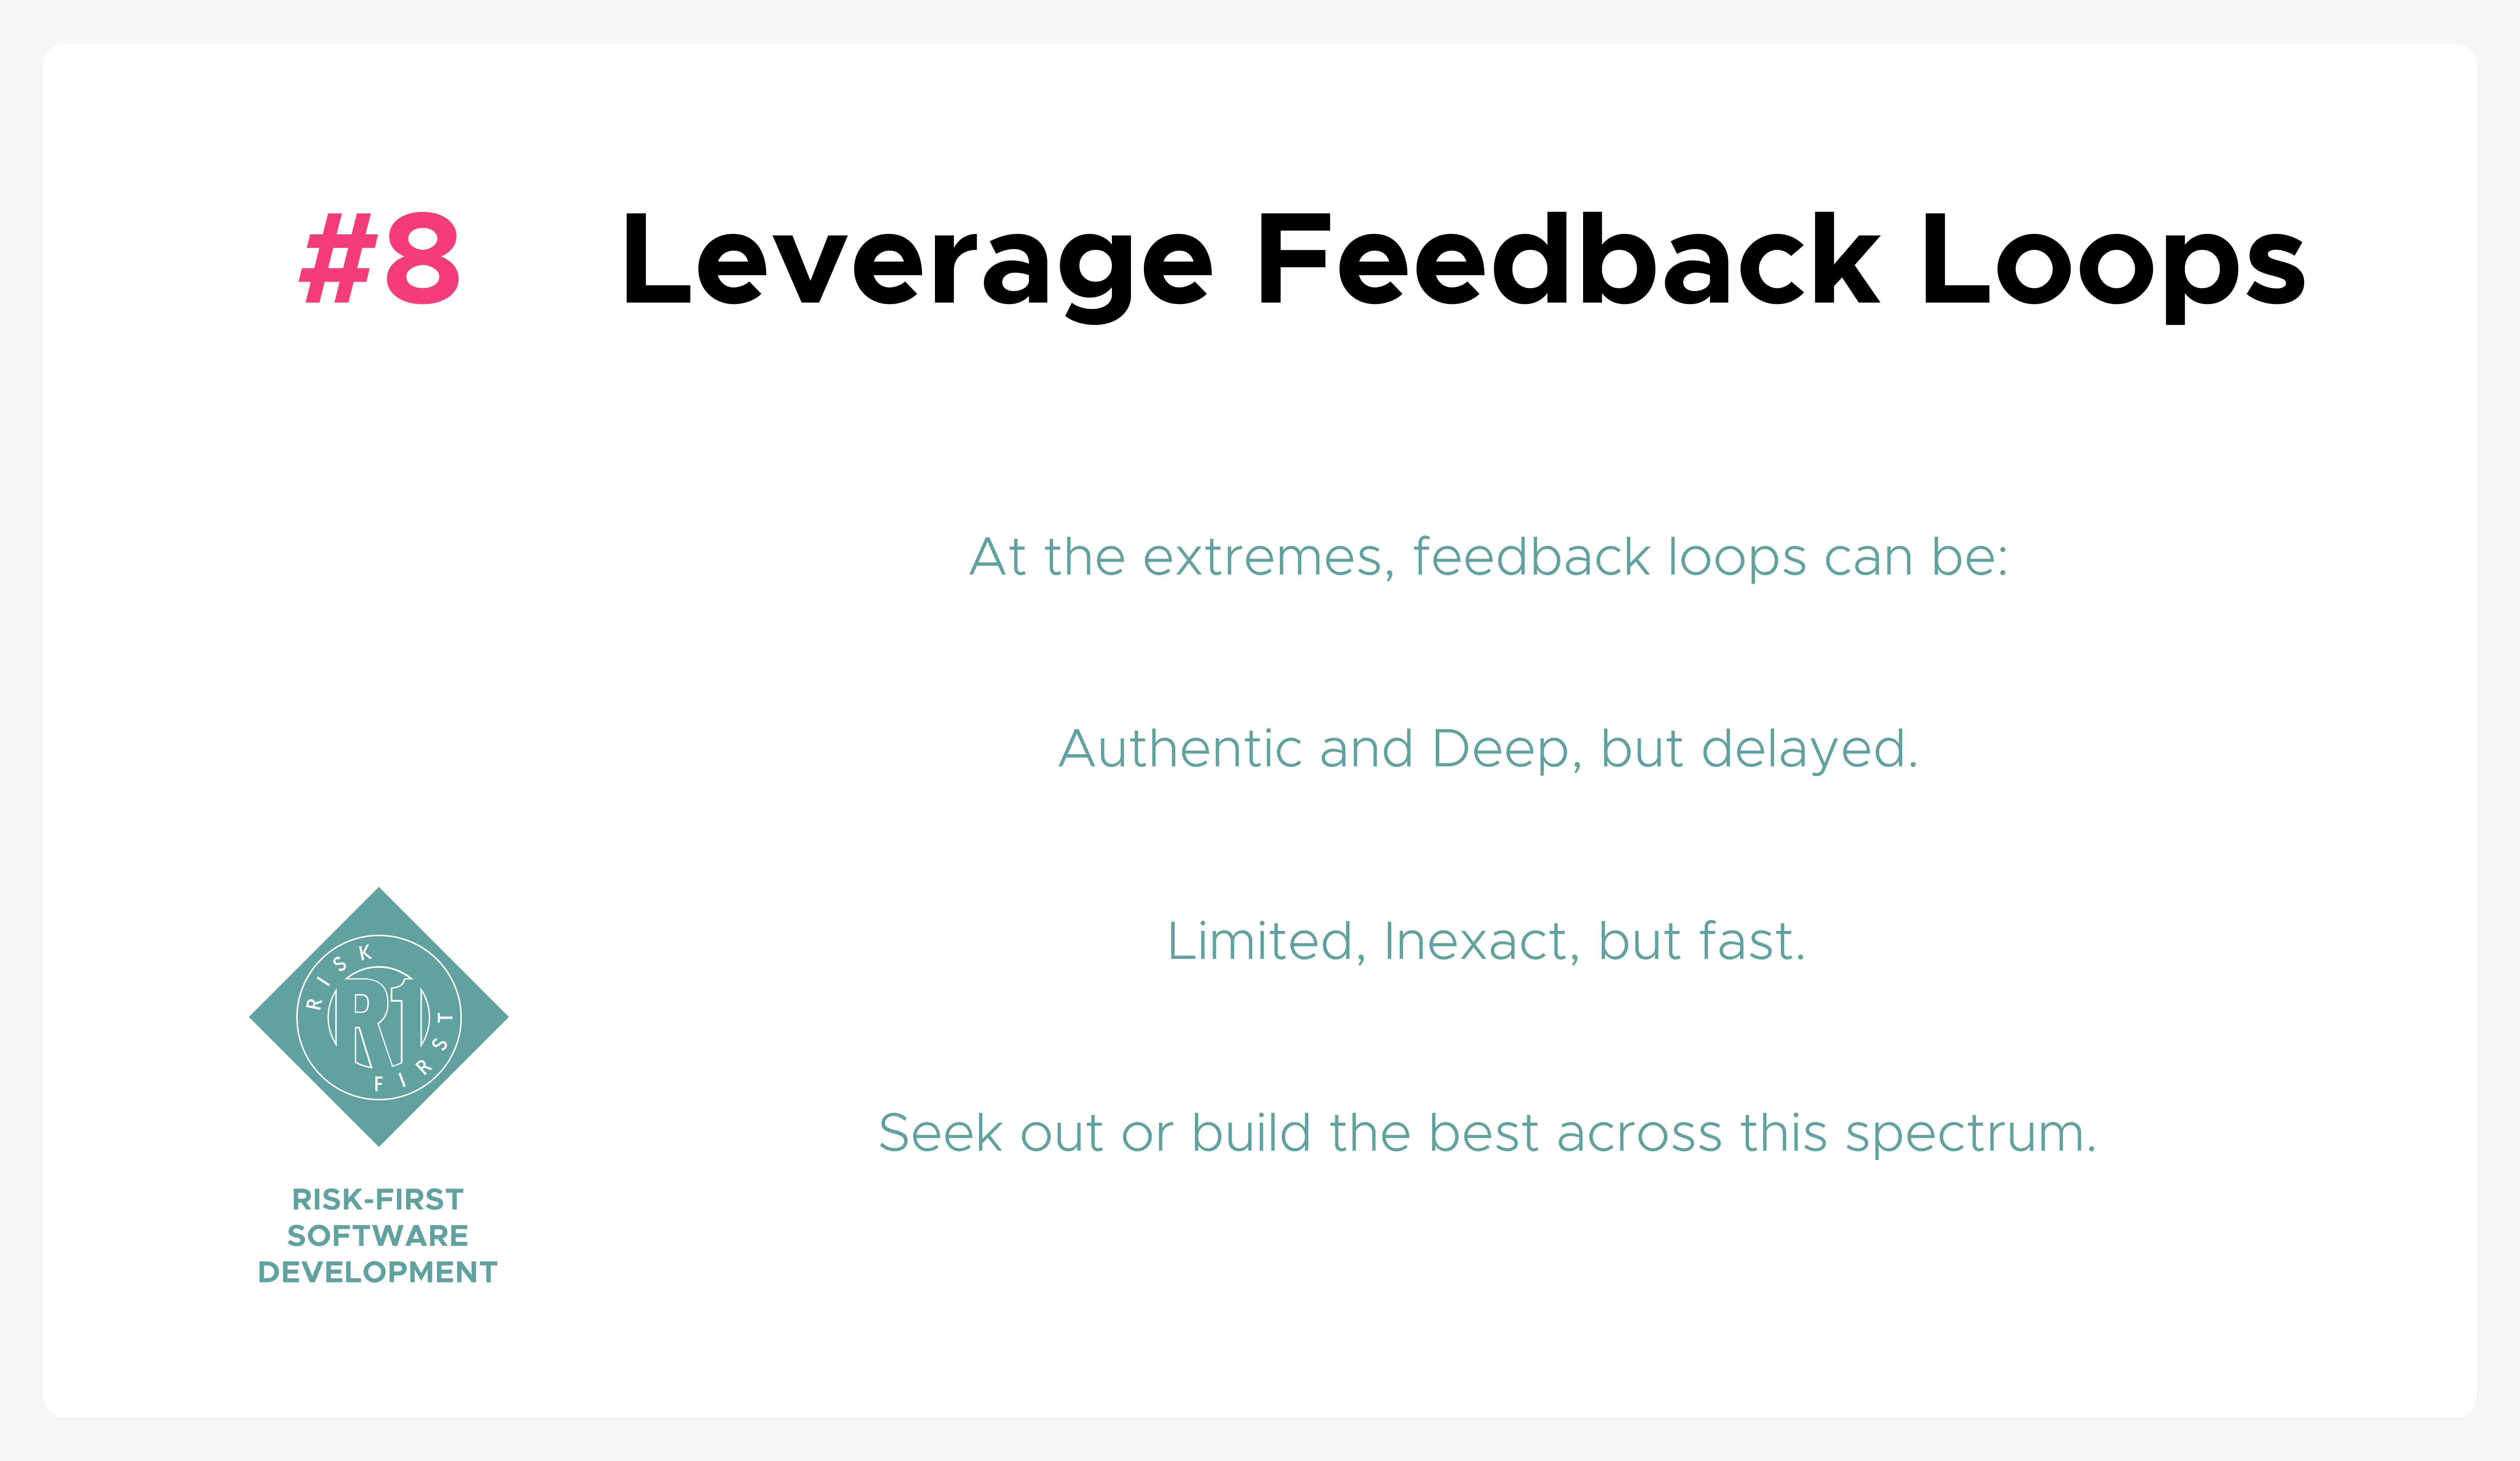 #8 Leverage Feedback Loops
At the extremes, feedback loops can be:
Authentic and Deep, but delayed.
Limited, Inexact, but fast.
Seek out or build the best across this spectrum.
RISK
R1
FIRST
RISK-FIRST
SOFTWARE
DEVELOPMENT